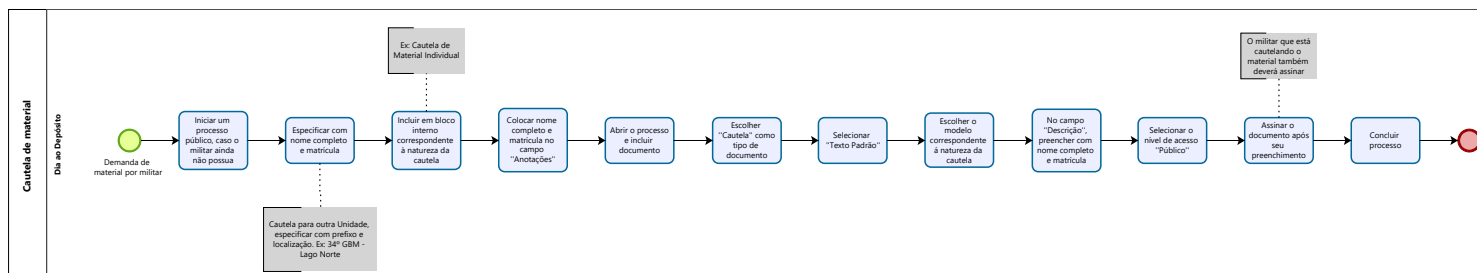 Cautela de material
Dia ao Depósito
Demanda de
material por militar
Iniciar um
processo
público, caso o
militar ainda
não possua
Especificar com
nome completo
e matrícula
Cautela para outra Unidade,
especificar com prefixo e
localização. Ex: 34º GBM -
Lago Norte
Ex: Cautela de
Material Individual
Incluir em bloco
interno
correspondente
à natureza da
cautela
Colocar nome
completo e
matrícula no
campo
"Anotações"
Abrir o processo
e incluir
documento
Escolher
"Cautela" como
tipo de
documento
Selecionar
"Texto Padrão"
Escolher o
modelo
correspondente
á natureza da
cautela
No campo
"Descrição",
preencher com
nome completo
e matrícula
Selecionar o
nível de acesso
"Público"
O militar que está
cautelando o
material também
deverá assinar
Assinar o
documento após
seu
preenchimento
Concluir
processo